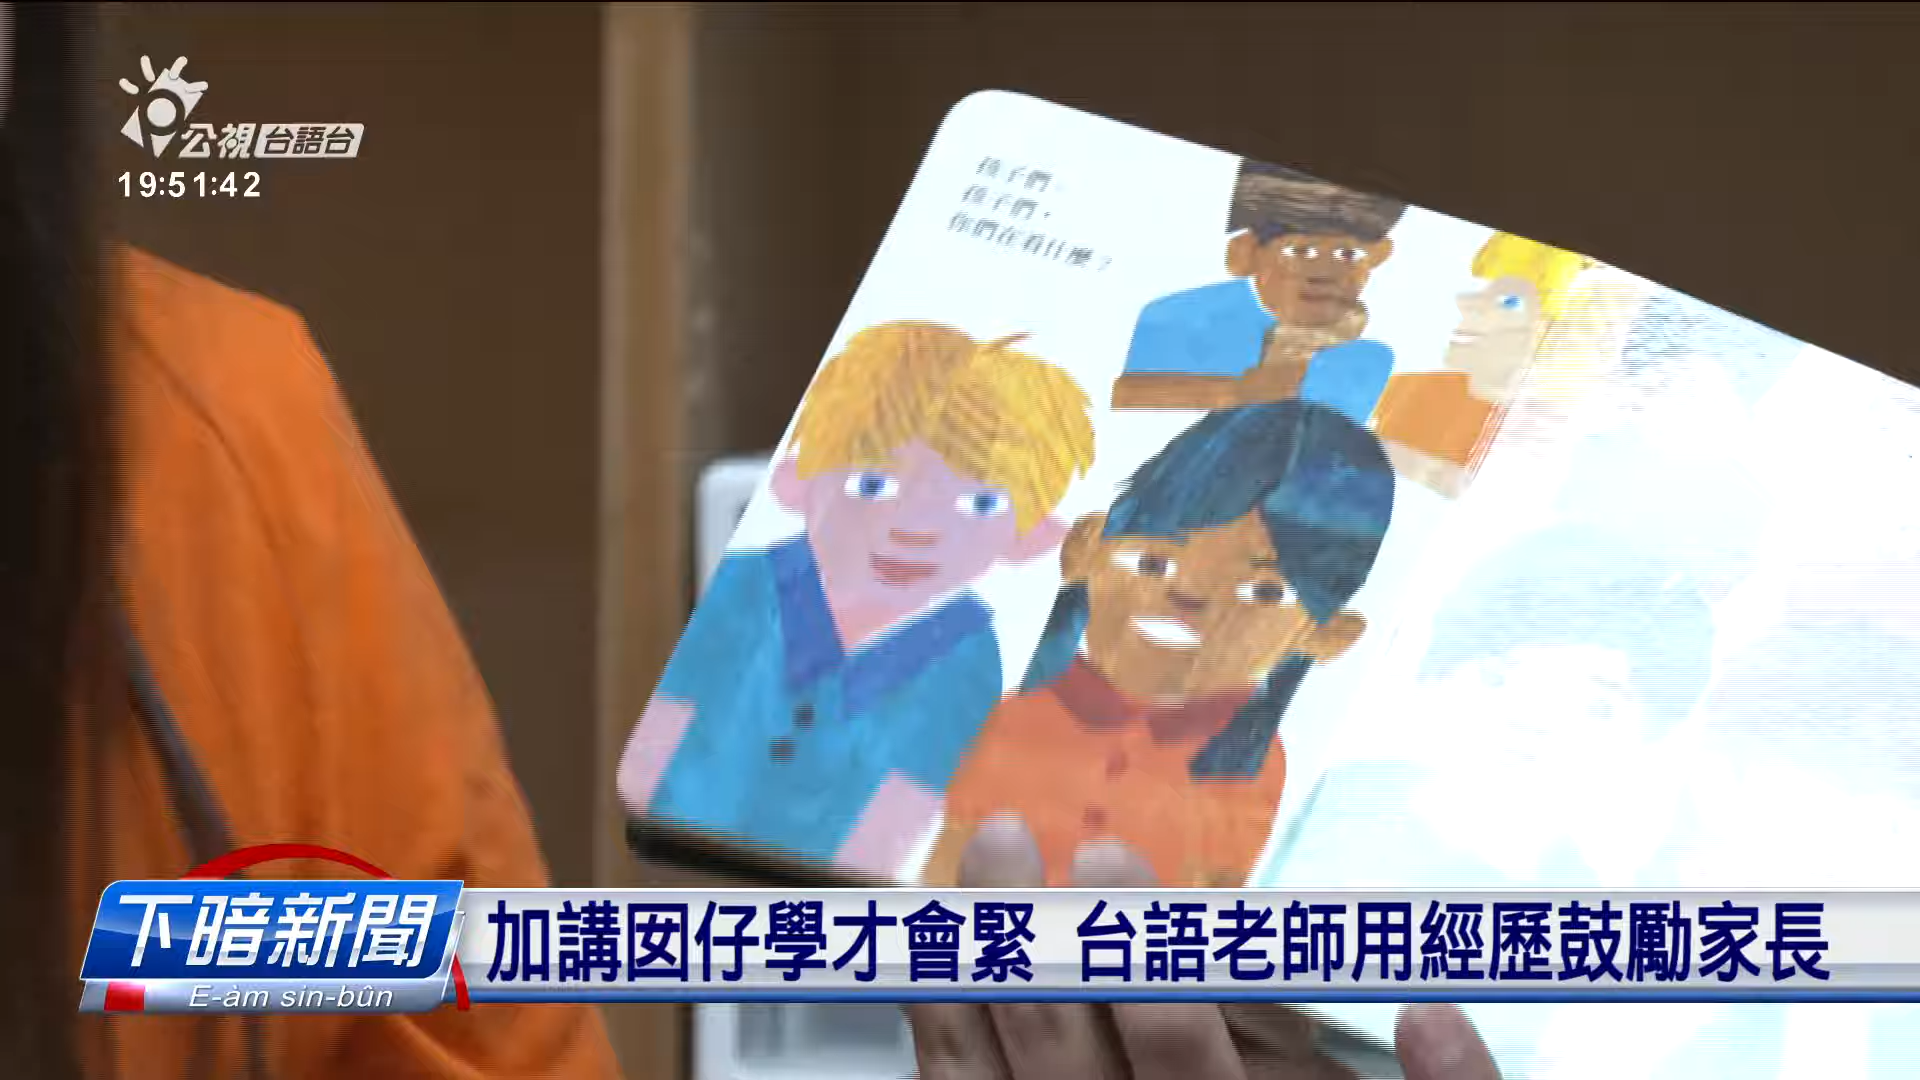 公視台語台
19:51:42
孩子們，
孩子們，
你們在看什麼？
下暗新聞
E-àm sin-bûn
加講囡仔學才會緊 台語老師用經歷鼓勵家長